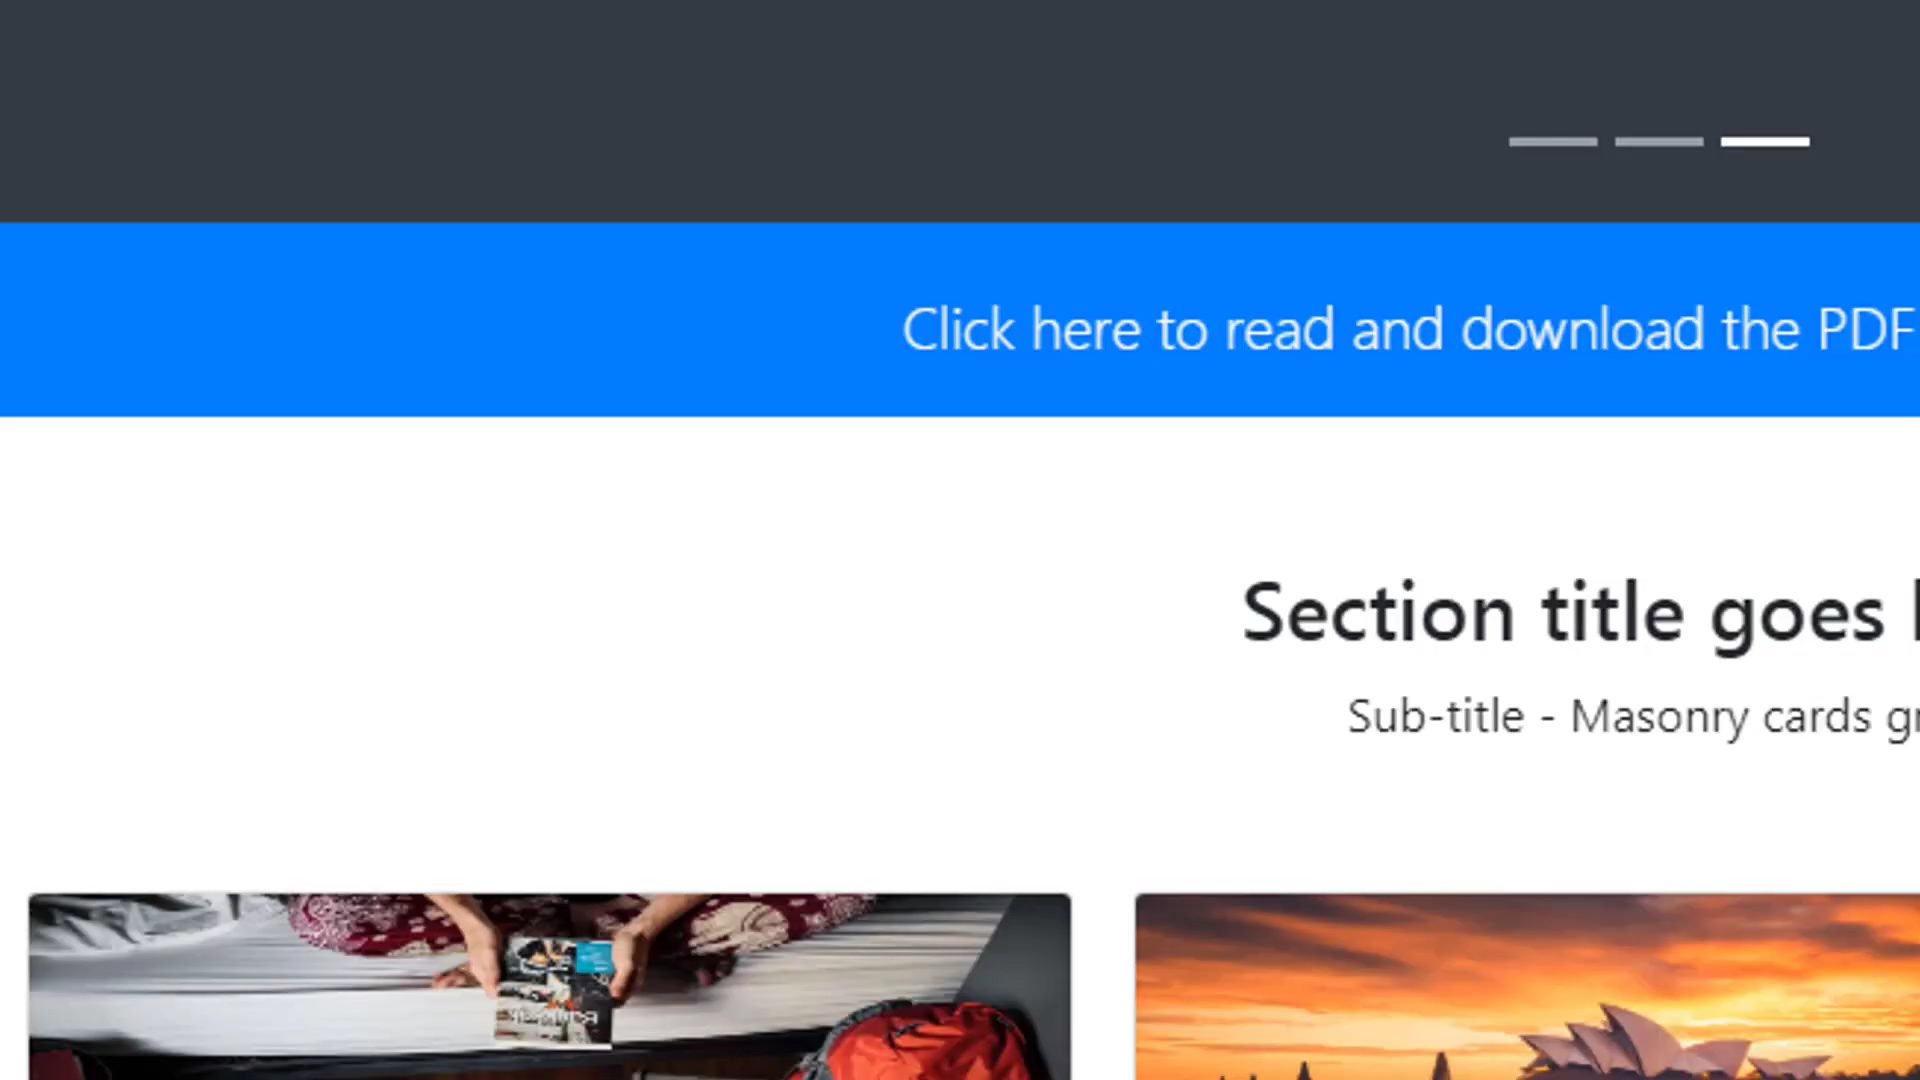 Click here to read and download the PDF
Section title goes
Sub-title - Masonry cards